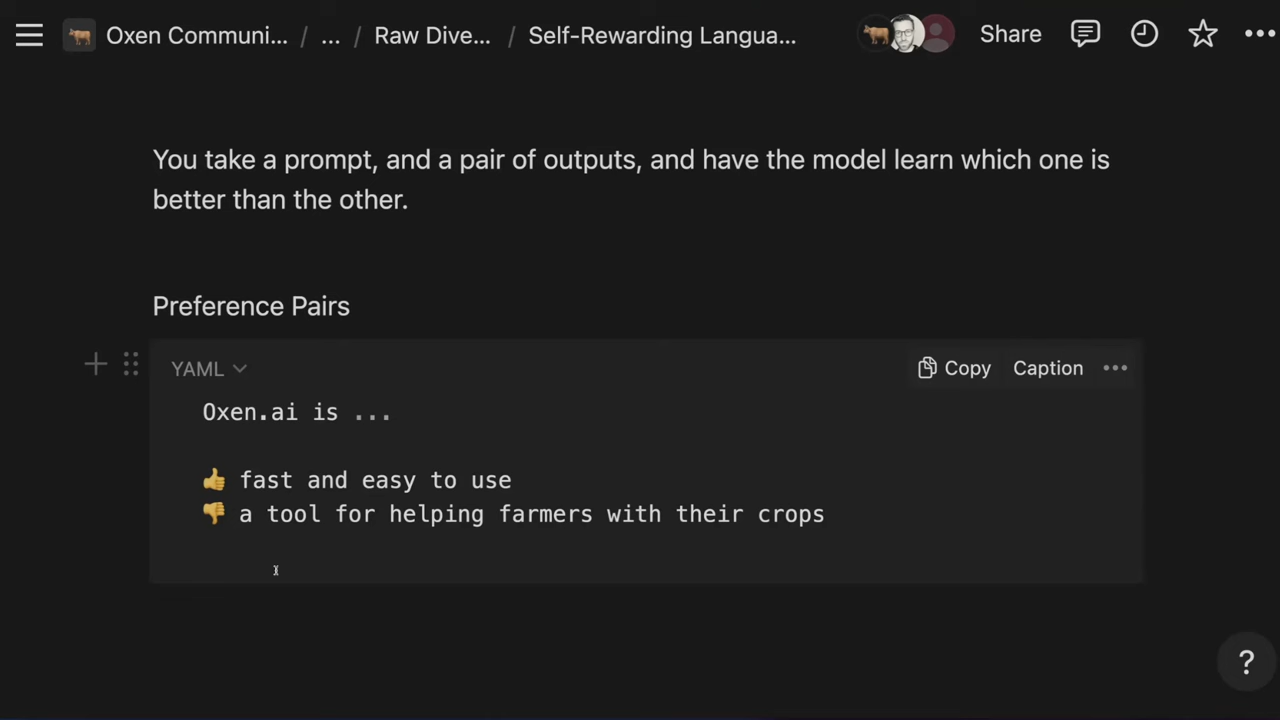 Oxen Communi... / ... / Raw Dive... / Self-Rewarding Langua... Share
You take a prompt, and a pair of outputs, and have the model learn which one is
better than the other.
Preference Pairs
YAML Copy Caption
Oxen.ai is ...
👍 fast and easy to use
👎 a tool for helping farmers with their crops
?